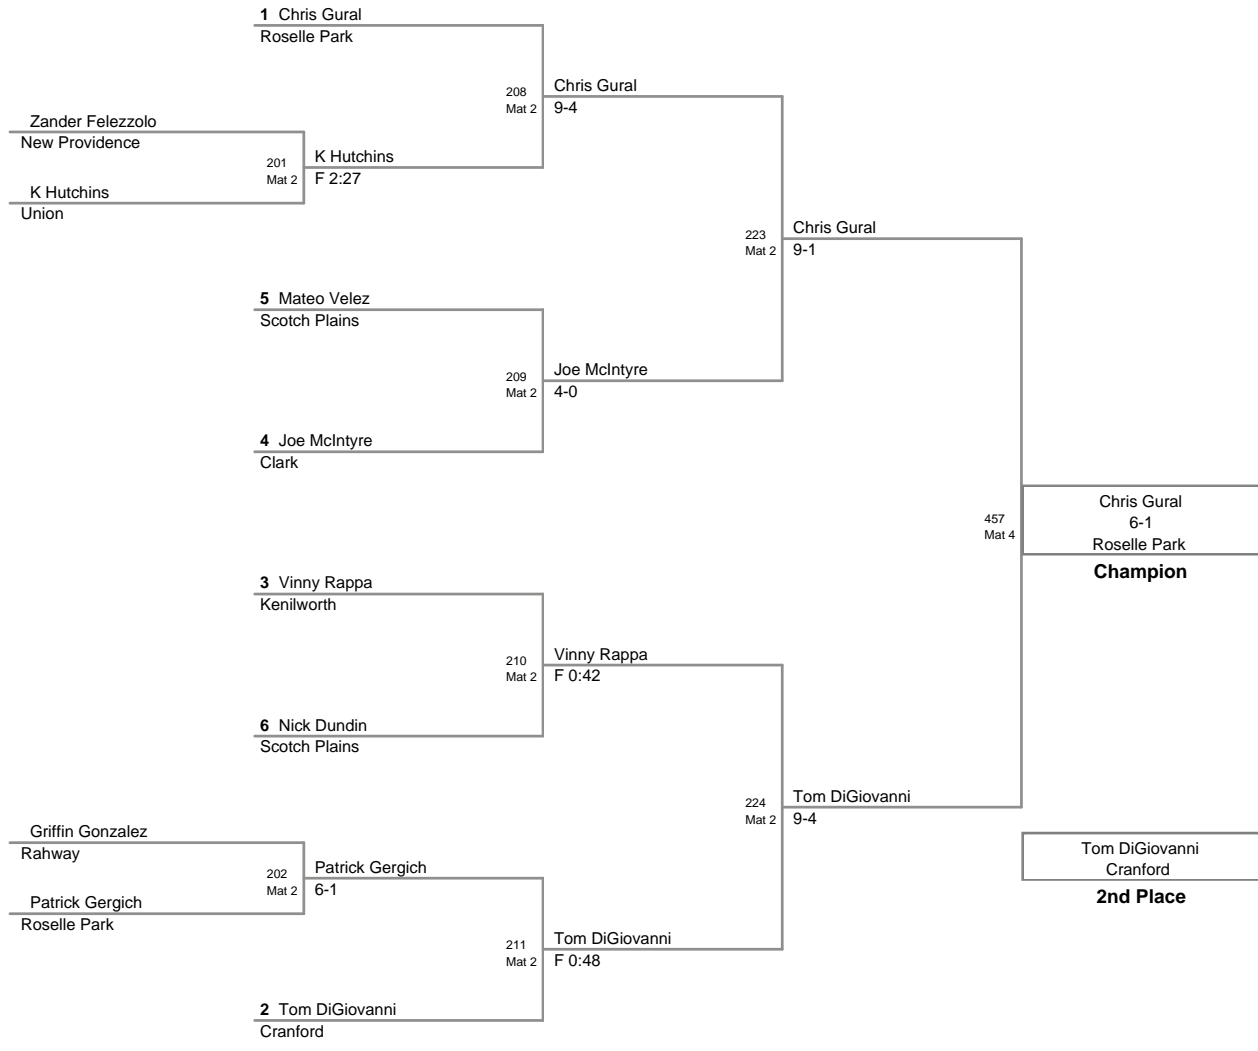 1 Chris Gural
Roselle Park
208
Mat 2
Chris Gural
9-4
Zander Felezzolo
New Providence
201
Mat 2
K Hutchins
F 2:27
K Hutchins
Union
223
Mat 2
Chris Gural
9-1
5 Mateo Velez
Scotch Plains
209
Mat 2
Joe McIntyre
4-0
4 Joe McIntyre
Clark
457
Mat 4
Chris Gural
6-1
Roselle Park
Champion
3 Vinny Rappa
Kenilworth
210
Mat 2
Vinny Rappa
F 0:42
6 Nick Dundin
Scotch Plains
224
Mat 2
Tom DiGiovanni
9-4
Griffin Gonzalez
Rahway
202
Mat 2
Patrick Gergich
6-1
Patrick Gergich
Roselle Park
211
Mat 2
Tom DiGiovanni
F 0:48
2 Tom DiGiovanni
Cranford
Tom DiGiovanni
Cranford
2nd Place